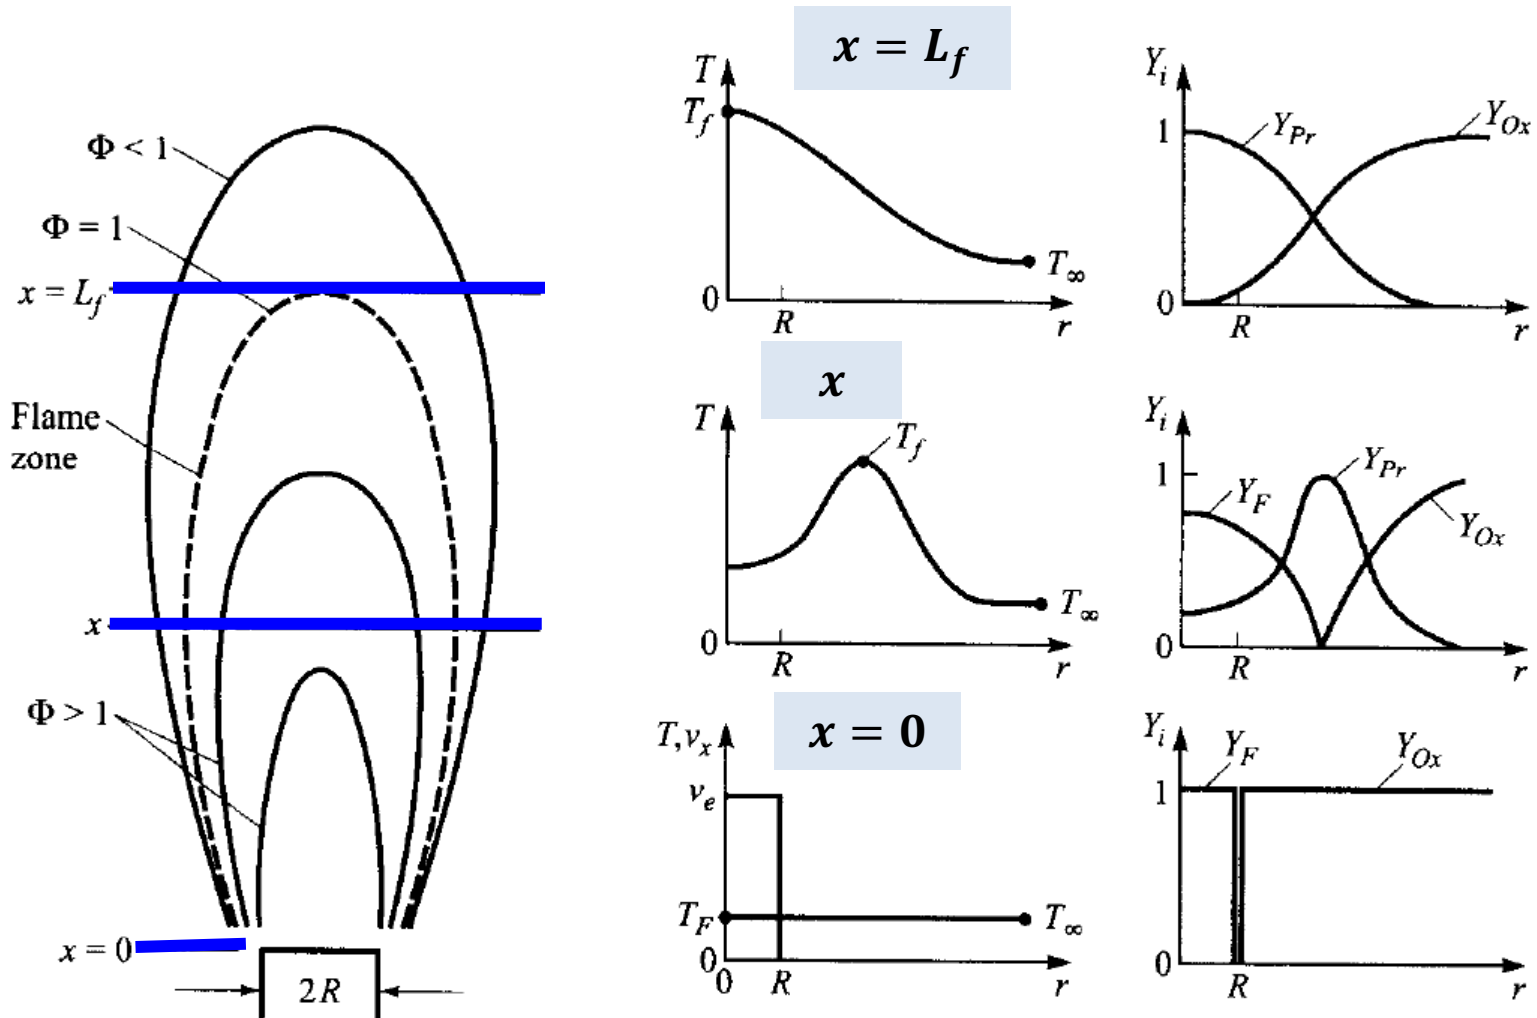 Φ < 1
Φ = 1
x = L_f
Flame
zone
x
Φ > 1
x = 0
2R
x = L_f
T
T_f
T_∞
0
R
r
Y_i
1
Y_Pr
Y_Ox
0
R
r
x
T
T_f
T_∞
0
R
r
Y_i
1
Y_F
Y_Pr
Y_Ox
0
R
r
x = 0
T, v_x
v_e
T_F
T_∞
0
0
R
r
Y_i
1
Y_F
Y_Ox
0
R
r